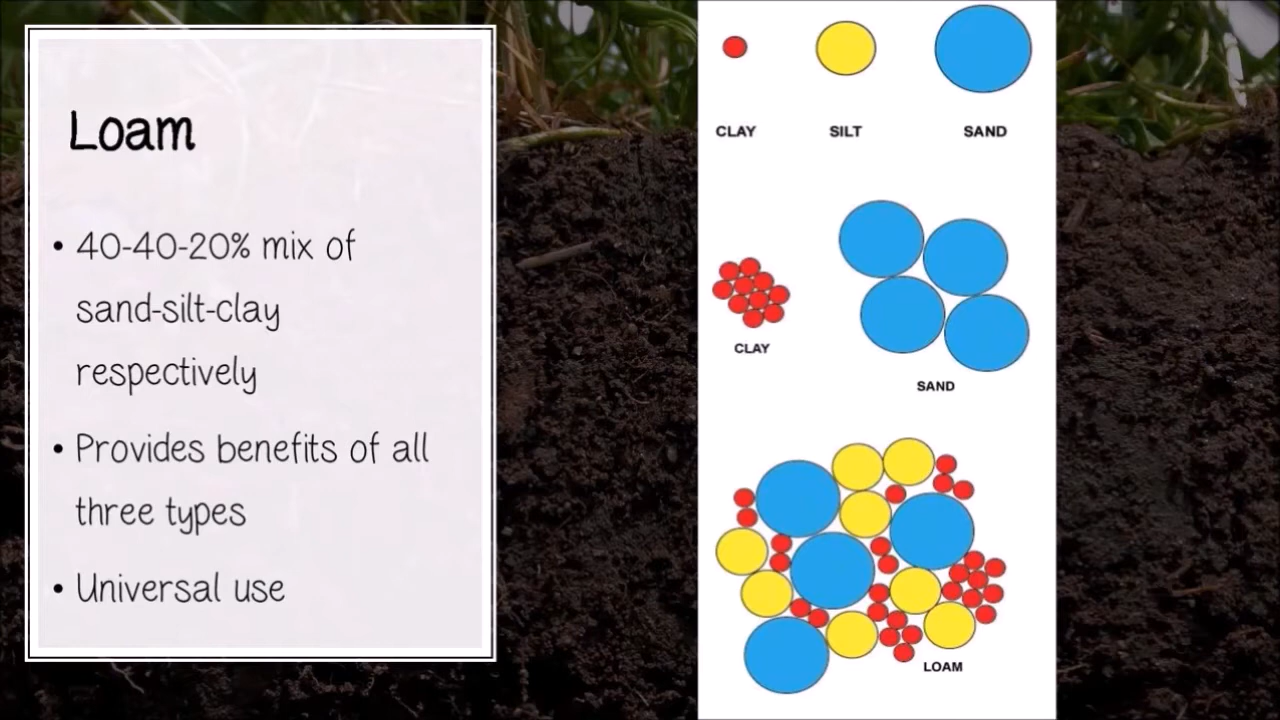 Loam
• 40-40-20% mix of
sand-silt-clay
respectively
• Provides benefits of all
three types
• Universal use
CLAY SILT SAND
CLAY
SAND
LOAM